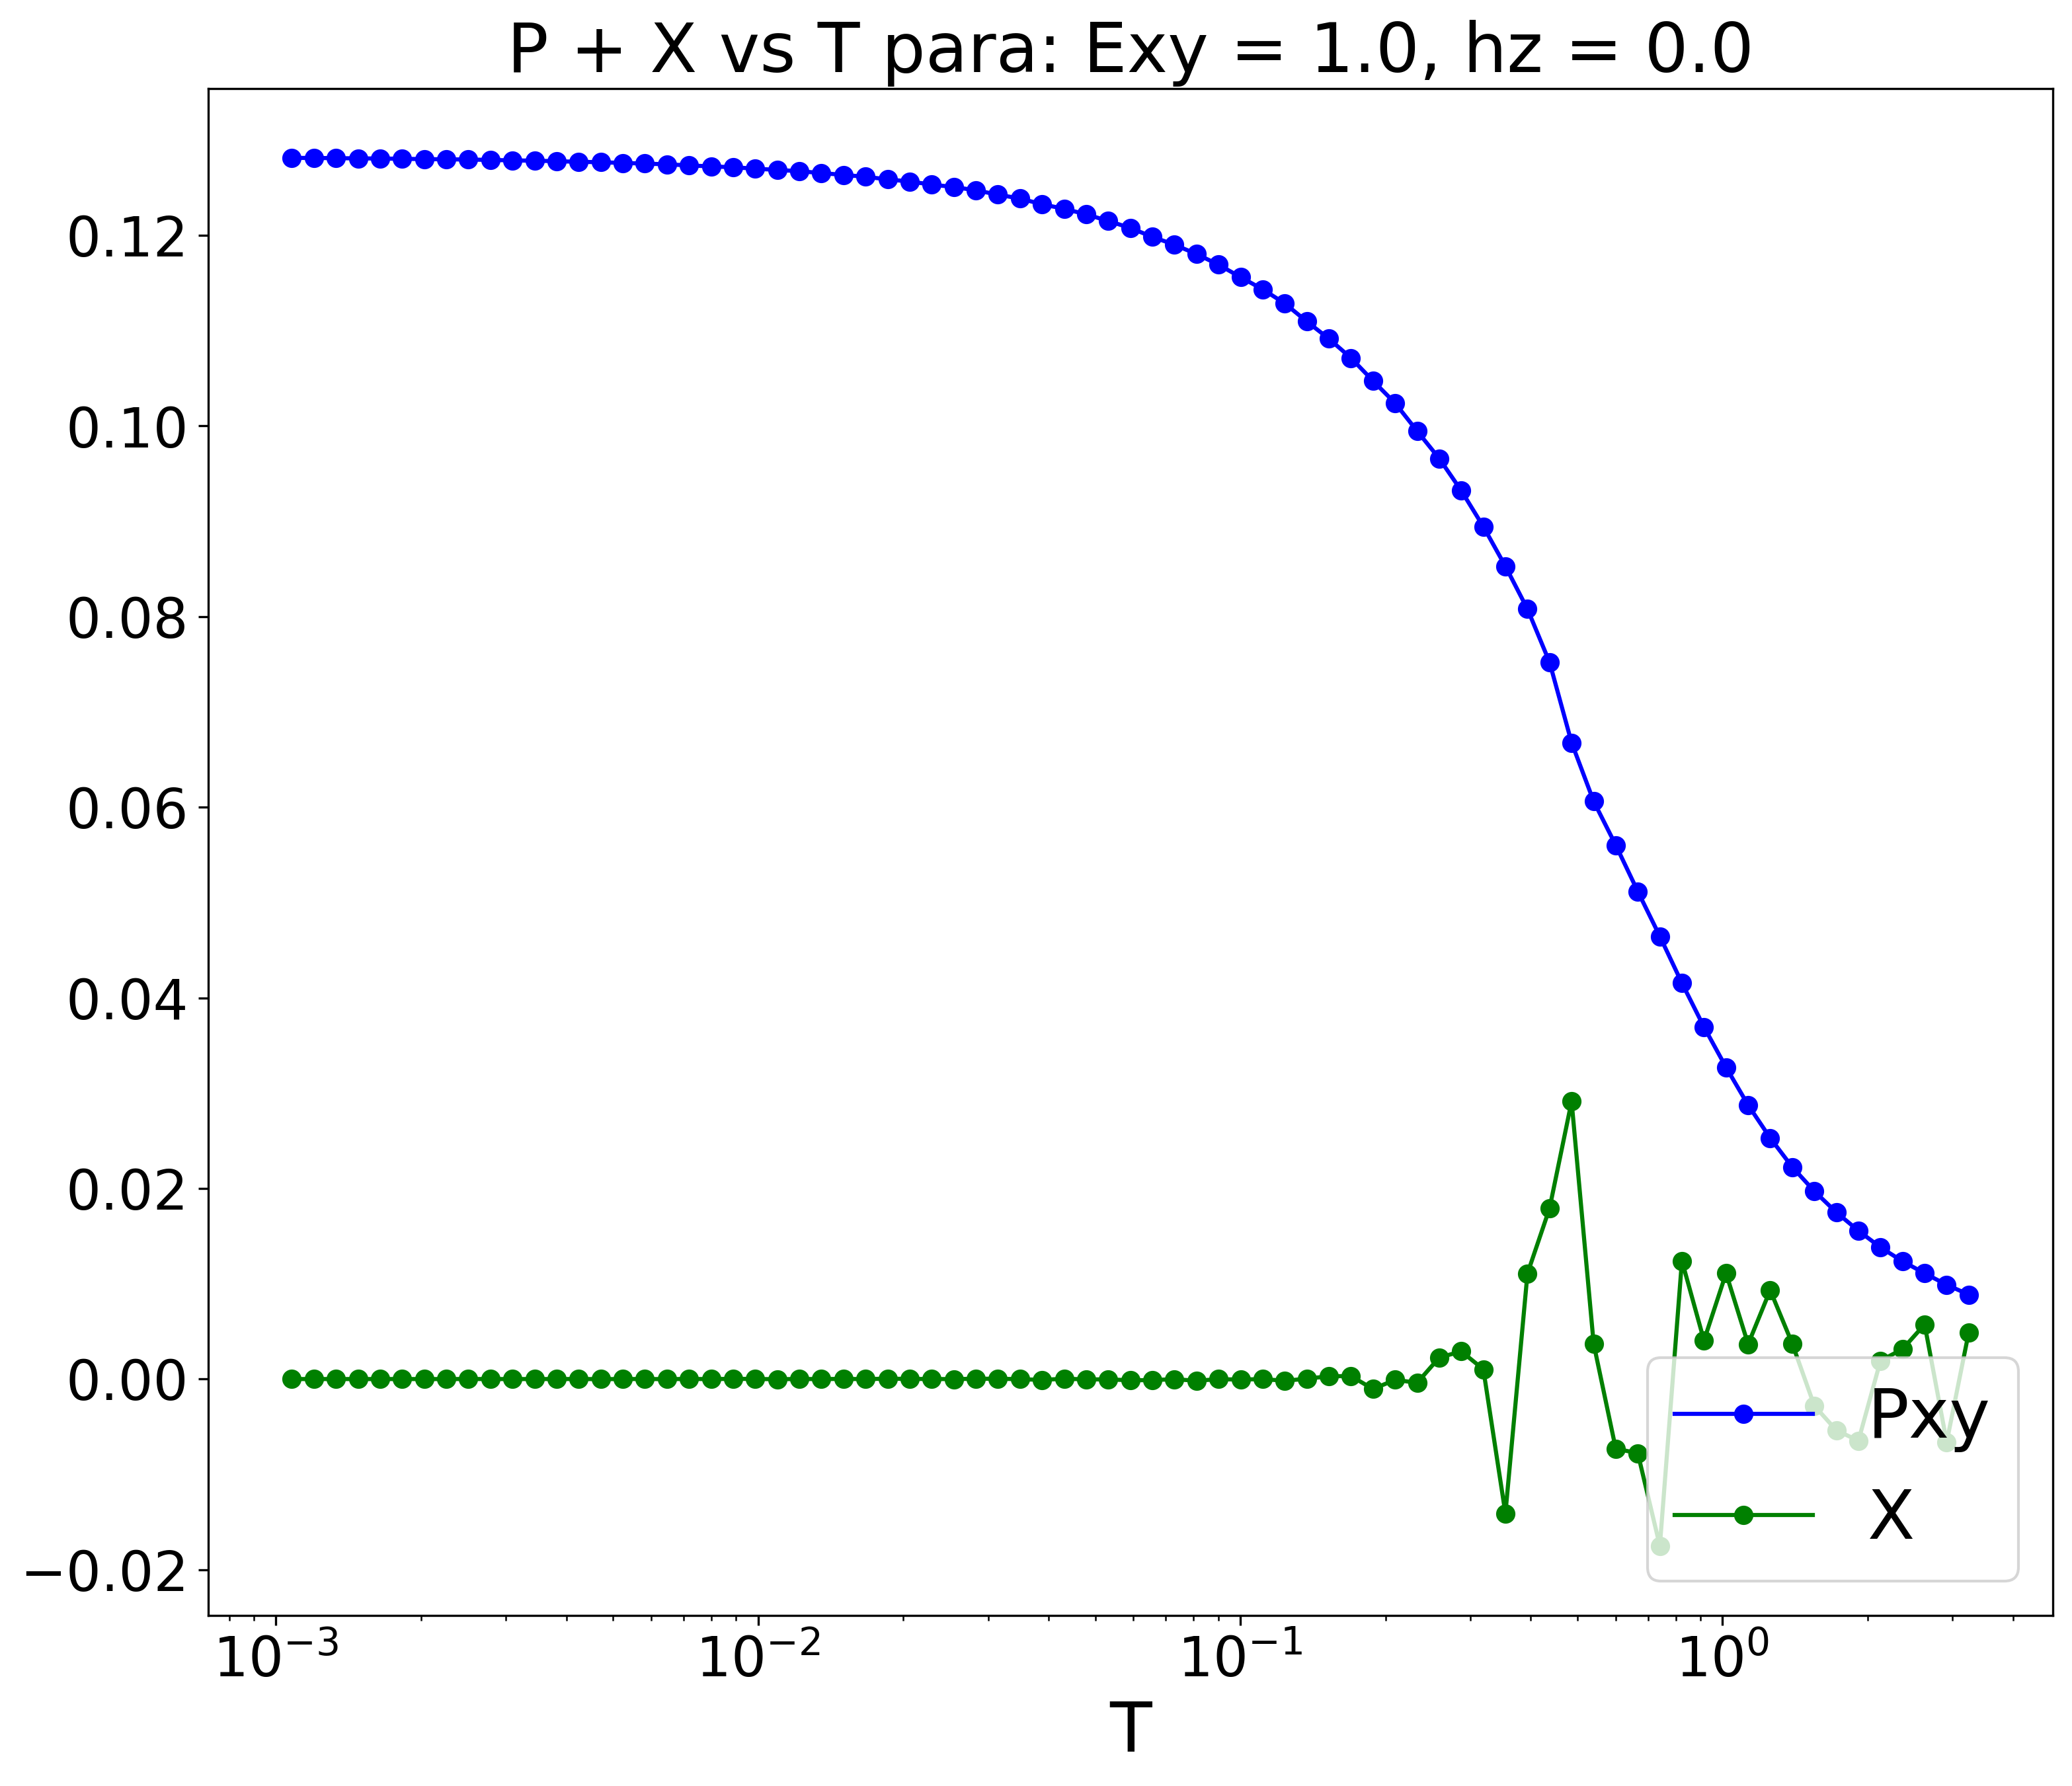 P + X vs T para: Exy = 1.0, hz = 0.0
0.12
0.10
0.08
0.06
0.04
0.02
0.00
−0.02
Pxy
X
10⁻³ 10⁻² 10⁻¹ 10⁰
T